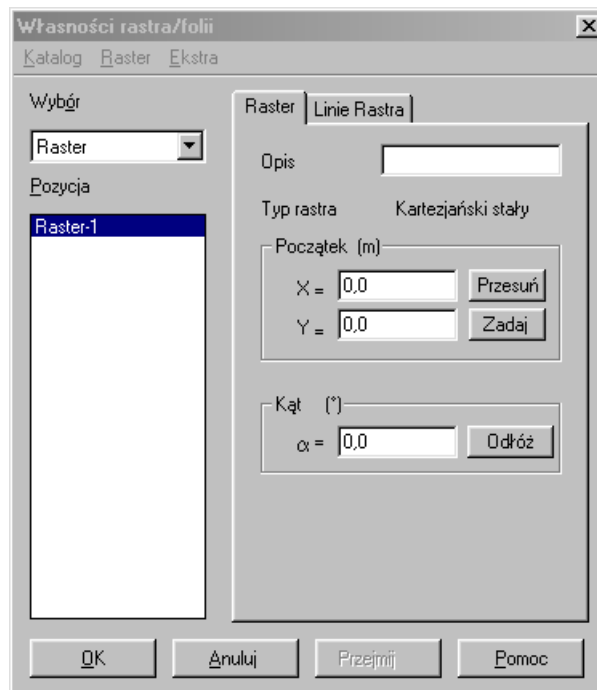 Własności rastra/folii
Katalog Raster Ekstra
Wybór
Raster
Pozycja
Raster-1
Raster Linie Rastra
Opis
Typ rastra Kartezjański stały
Początek (m)
X = 0,0 Przesuń
Y = 0,0 Zadaj
Kąt (°)
α = 0,0 Odłóż
OK Anuluj Przejmij Pomoc